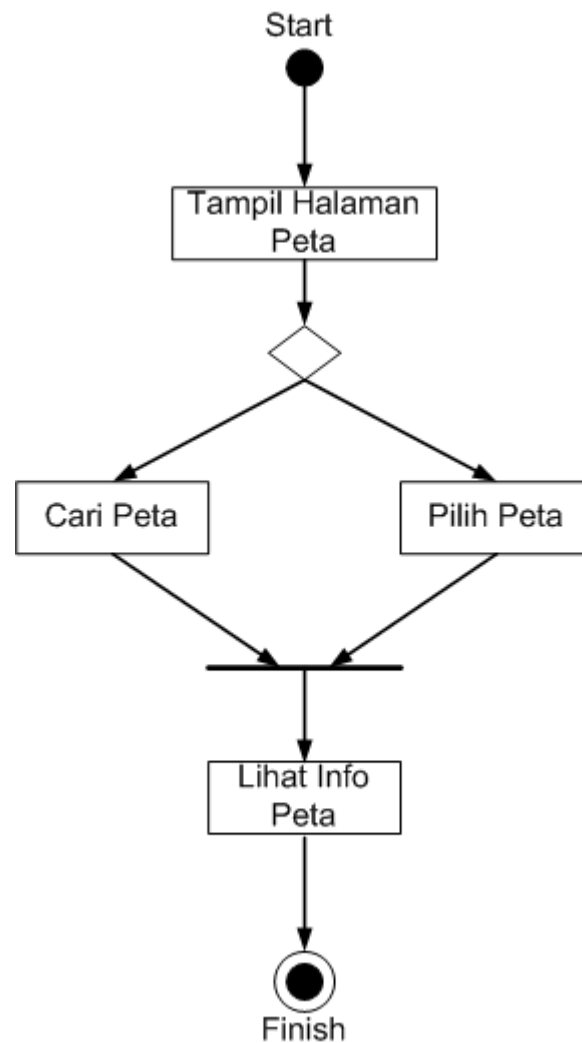 Start
Tampil Halaman
Peta
Cari Peta
Pilih Peta
Lihat Info
Peta
Finish